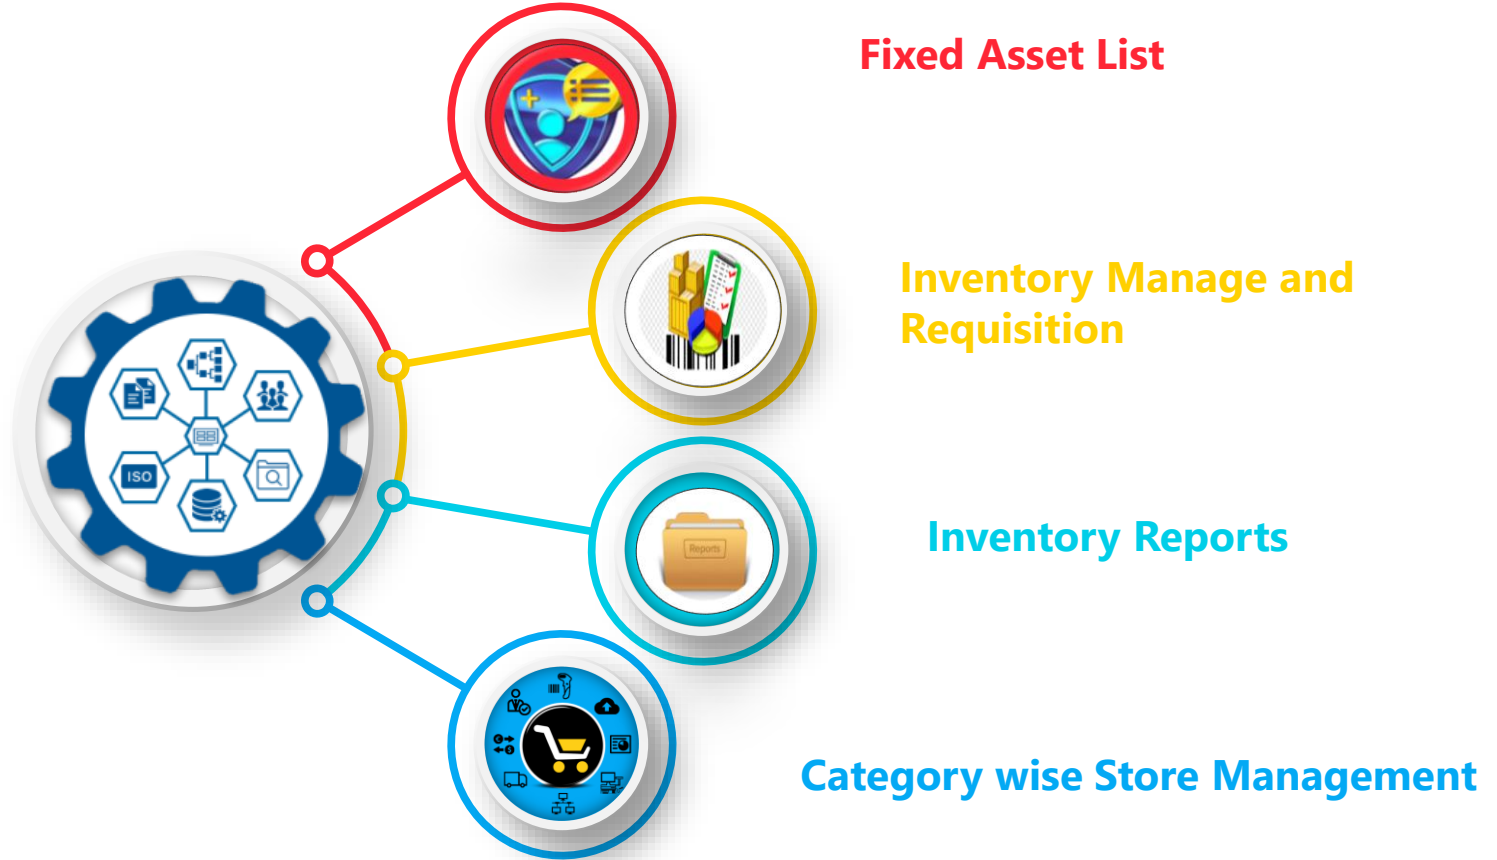 Fixed Asset List
Inventory Manage and
Requisition
ISO
Reports
Inventory Reports
Category wise Store Management